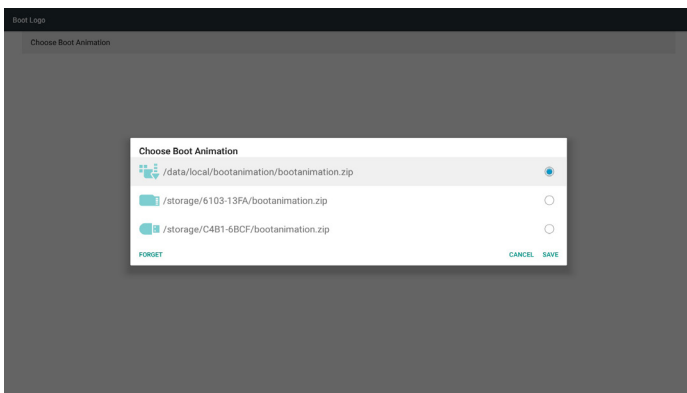 Boot Logo
Choose Boot Animation
Choose Boot Animation
/data/local/bootanimation/bootanimation.zip
/storage/6103-13FA/bootanimation.zip
/storage/C4B1-6BCF/bootanimation.zip
FORGET CANCEL SAVE